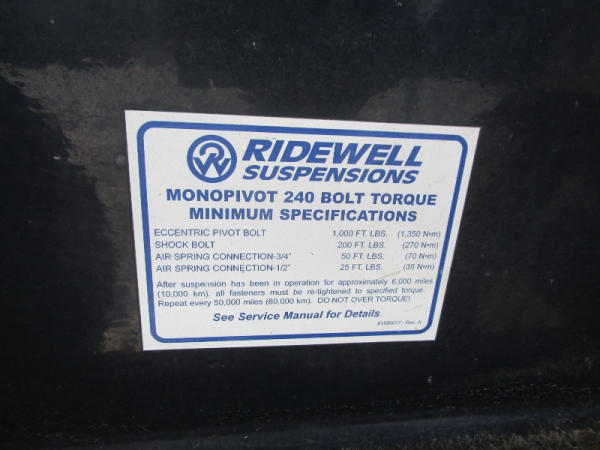 RIDEWELL
SUSPENSIONS
MONOPIVOT 240 BOLT TORQUE
MINIMUM SPECIFICATIONS
ECCENTRIC PIVOT BOLT 1,000 FT. LBS. (1,350 N•m)
SHOCK BOLT 200 FT. LBS. (270 N•m)
AIR SPRING CONNECTION-3/4" 50 FT. LBS. (70 N•m)
AIR SPRING CONNECTION-1/2" 25 FT. LBS. (35 N•m)
After suspension has been in operation for approximately 6,000 miles
(10,000 km), all fasteners must be re-tightened to specified torque.
Repeat every 50,000 miles (80,000 km). DO NOT OVER TORQUE!
See Service Manual for Details
Rev. A